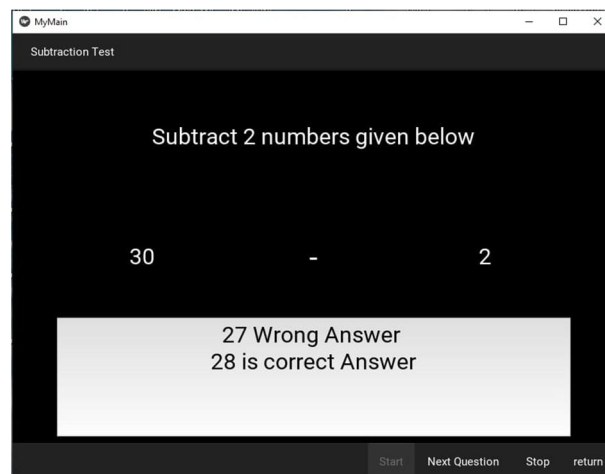 MyMain
Subtraction Test
Subtract 2 numbers given below
30 - 2
27 Wrong Answer
28 is correct Answer
Start Next Question Stop return